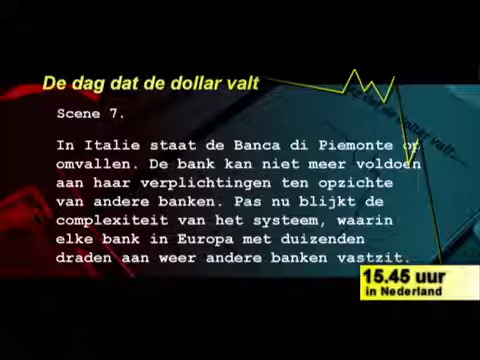 De dag dat de dollar valt
Scene 7.
In Italie staat de Banca di Piemonte op
omvallen. De bank kan niet meer voldoen
aan haar verplichtingen ten opzichte
van andere banken. Pas nu blijkt de
complexiteit van het systeem, waarin
elke bank in Europa met duizenden
draden aan weer andere banken vastzit.
15.45 uur
in Nederland